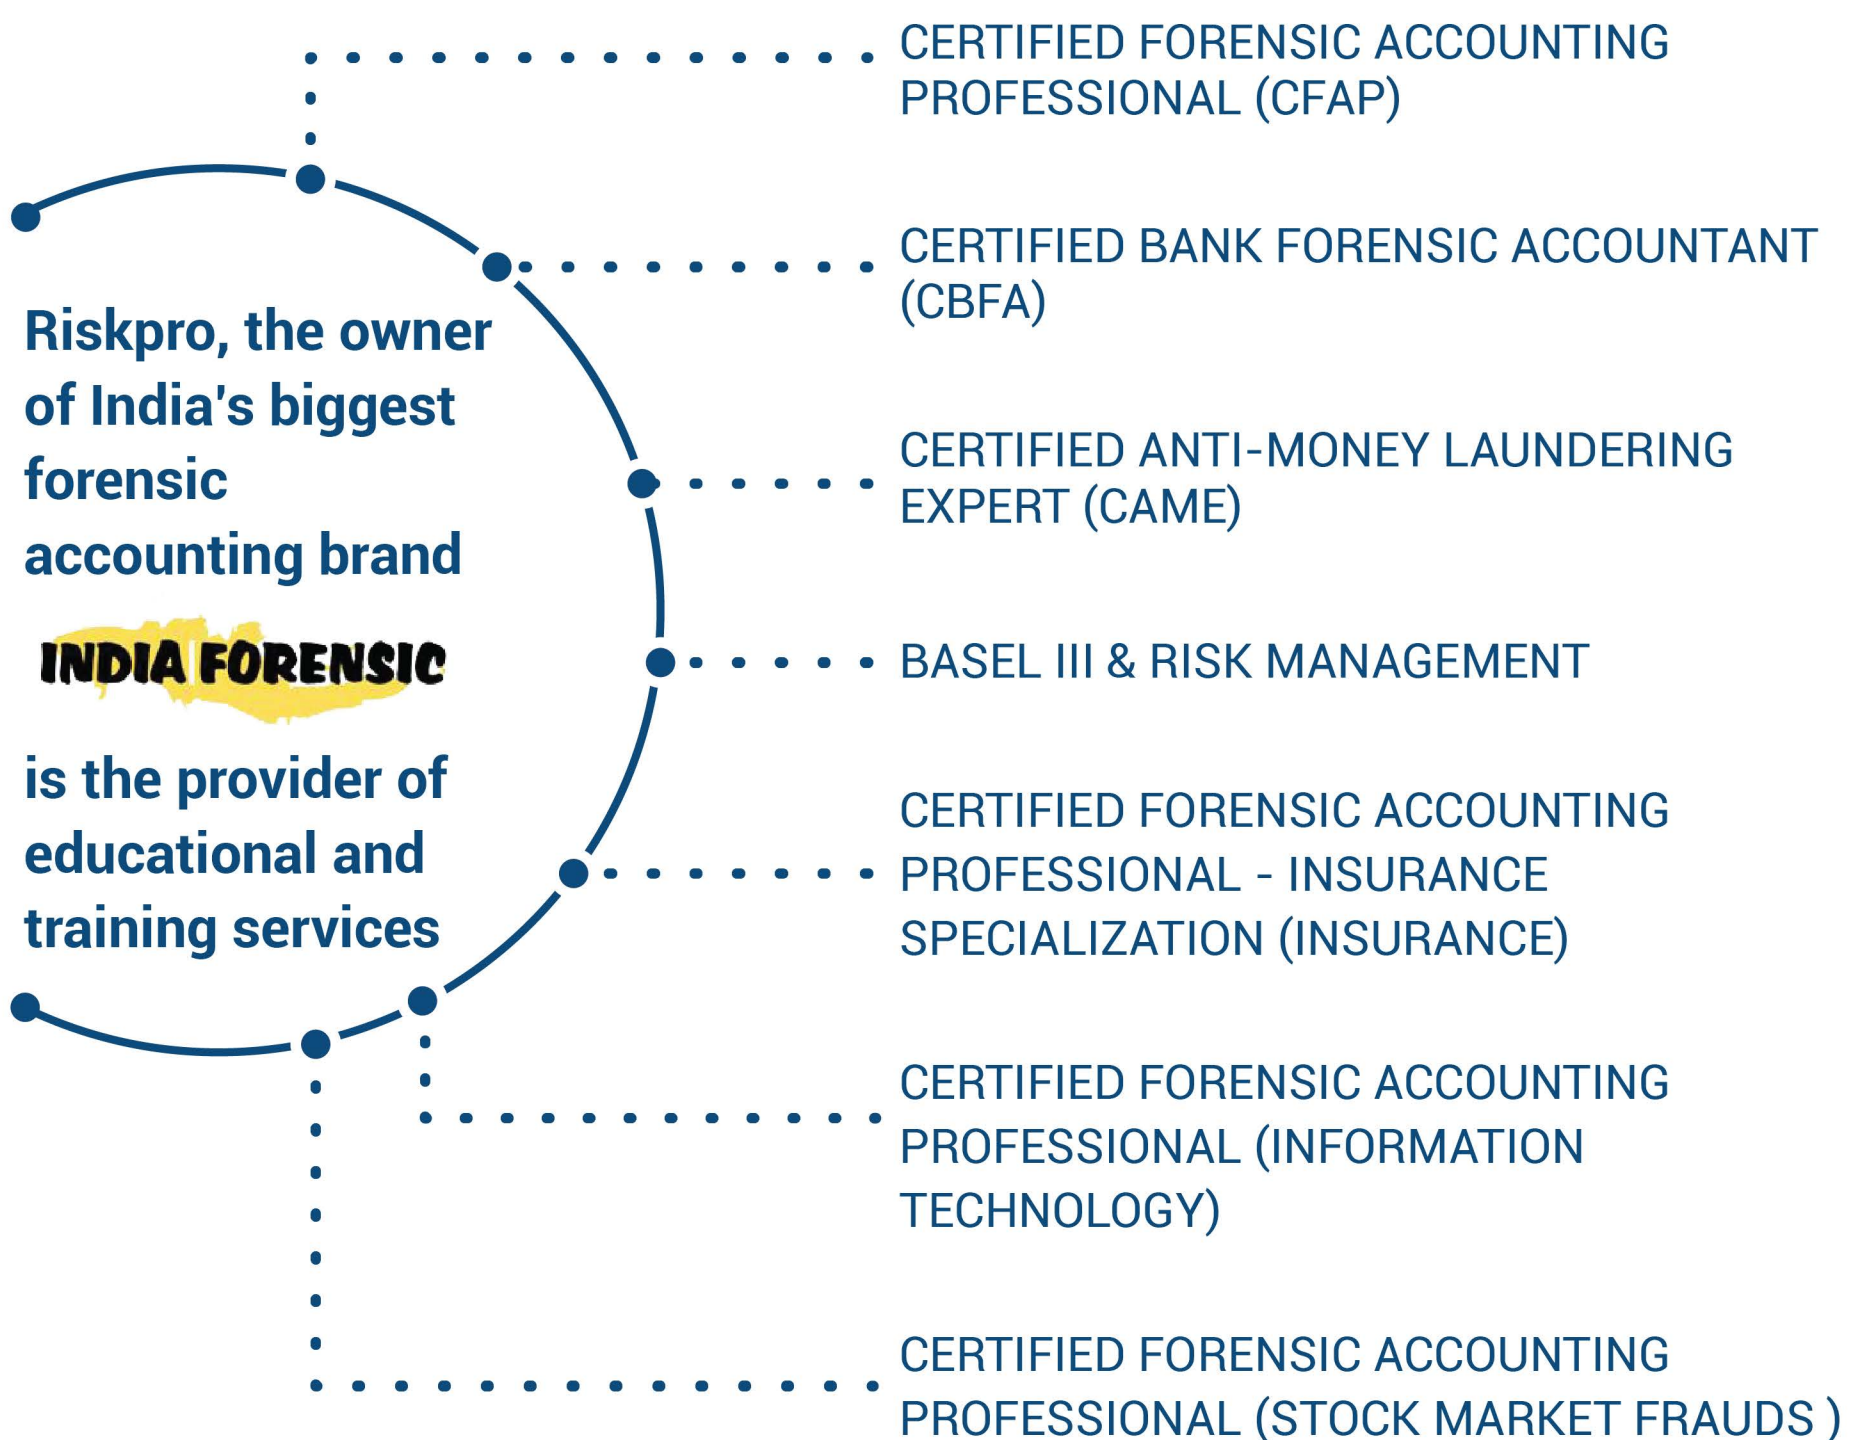 Riskpro, the owner
of India's biggest
forensic
accounting brand
INDIA FORENSIC
is the provider of
educational and
training services
CERTIFIED FORENSIC ACCOUNTING
PROFESSIONAL (CFAP)
CERTIFIED BANK FORENSIC ACCOUNTANT
(CBFA)
CERTIFIED ANTI-MONEY LAUNDERING
EXPERT (CAME)
BASEL III & RISK MANAGEMENT
CERTIFIED FORENSIC ACCOUNTING
PROFESSIONAL - INSURANCE
SPECIALIZATION (INSURANCE)
CERTIFIED FORENSIC ACCOUNTING
PROFESSIONAL (INFORMATION
TECHNOLOGY)
CERTIFIED FORENSIC ACCOUNTING
PROFESSIONAL (STOCK MARKET FRAUDS )